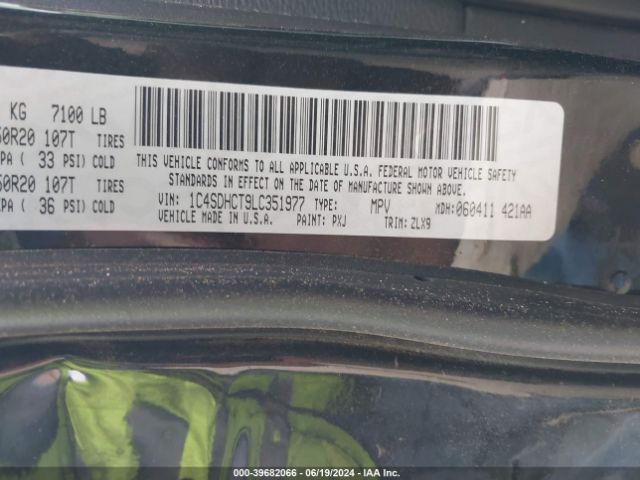 KG 7100 LB
50R20 107T TIRES
PA ( 33 PSI) COLD
50R20 107T TIRES
KPA ( 36 PSI) COLD
THIS VEHICLE CONFORMS TO ALL APPLICABLE U.S.A. FEDERAL MOTOR VEHICLE SAFETY
STANDARDS IN EFFECT ON THE DATE OF MANUFACTURE SHOWN ABOVE.
VIN: 1C4SDHCT9LC351977 TYPE: MPV MDH: 060411 421AA
VEHICLE MADE IN U.S.A. PAINT: PXJ TRIM: ZLX9
000-39682066 - 06/19/2024 - IAA Inc.